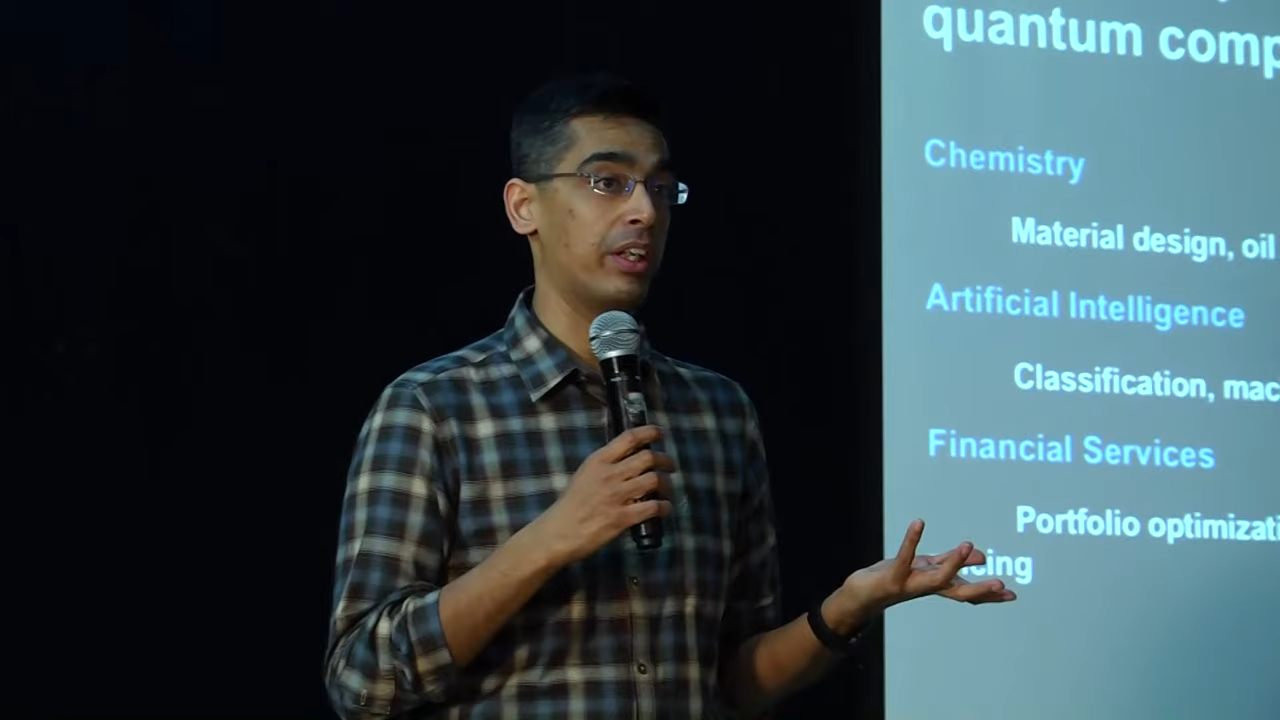 quantum comp
Chemistry
Material design, oil
Artificial Intelligence
Classification, mac
Financial Services
Portfolio optimizati
cing